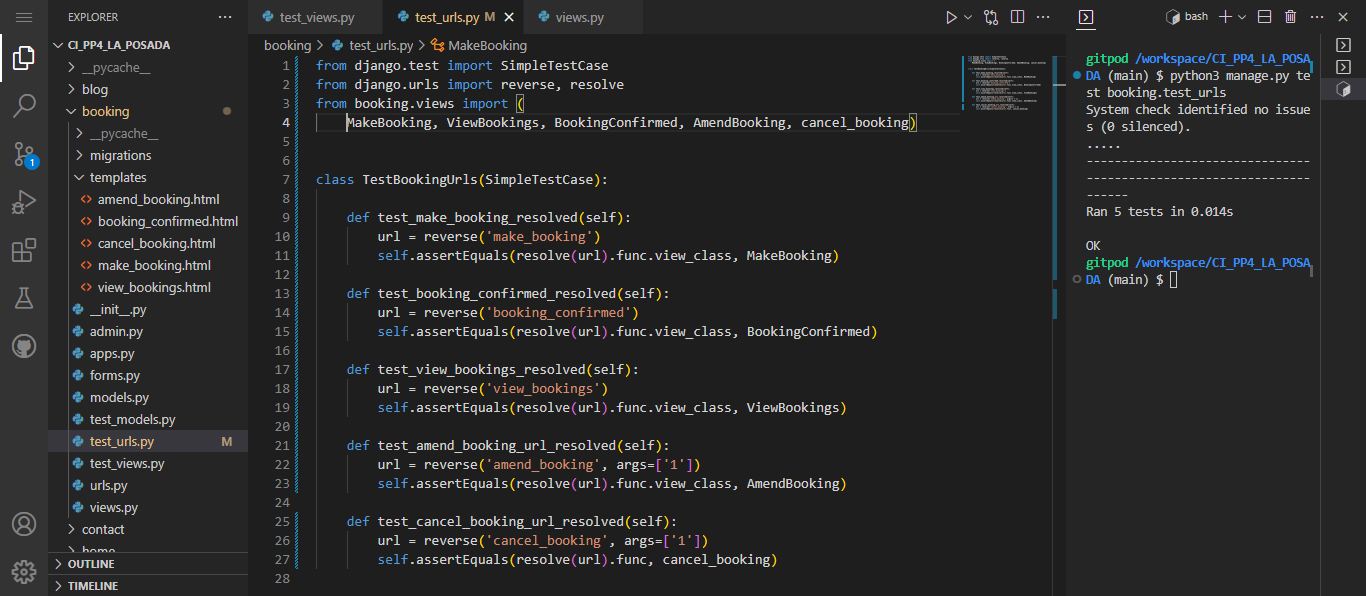 EXPLORER
CI_PP4_LA_POSADA
__pycache__
blog
booking
__pycache__
migrations
templates
amend_booking.html
booking_confirmed.html
cancel_booking.html
make_booking.html
view_bookings.html
__init__.py
admin.py
apps.py
forms.py
models.py
test_models.py
test_urls.py M
test_views.py
urls.py
views.py
contact
home
OUTLINE
TIMELINE
1
test_views.py
test_urls.py M
views.py
booking > test_urls.py > MakeBooking
1 from django.test import SimpleTestCase
2 from django.urls import reverse, resolve
3 from booking.views import (
4     MakeBooking, ViewBookings, BookingConfirmed, AmendBooking, cancel_booking)
5
6
7 class TestBookingUrls(SimpleTestCase):
8
9     def test_make_booking_resolved(self):
10         url = reverse('make_booking')
11         self.assertEquals(resolve(url).func.view_class, MakeBooking)
12
13     def test_booking_confirmed_resolved(self):
14         url = reverse('booking_confirmed')
15         self.assertEquals(resolve(url).func.view_class, BookingConfirmed)
16
17     def test_view_bookings_resolved(self):
18         url = reverse('view_bookings')
19         self.assertEquals(resolve(url).func.view_class, ViewBookings)
20
21     def test_amend_booking_url_resolved(self):
22         url = reverse('amend_booking', args=['1'])
23         self.assertEquals(resolve(url).func.view_class, AmendBooking)
24
25     def test_cancel_booking_url_resolved(self):
26         url = reverse('cancel_booking', args=['1'])
27         self.assertEquals(resolve(url).func, cancel_booking)
28
bash
gitpod /workspace/CI_PP4_LA_POSA
DA (main) $ python3 manage.py te
st booking.test_urls
System check identified no issue
s (0 silenced).
.....
--------------------------------
--------------------------------
------
Ran 5 tests in 0.014s
OK
gitpod /workspace/CI_PP4_LA_POSA
DA (main) $